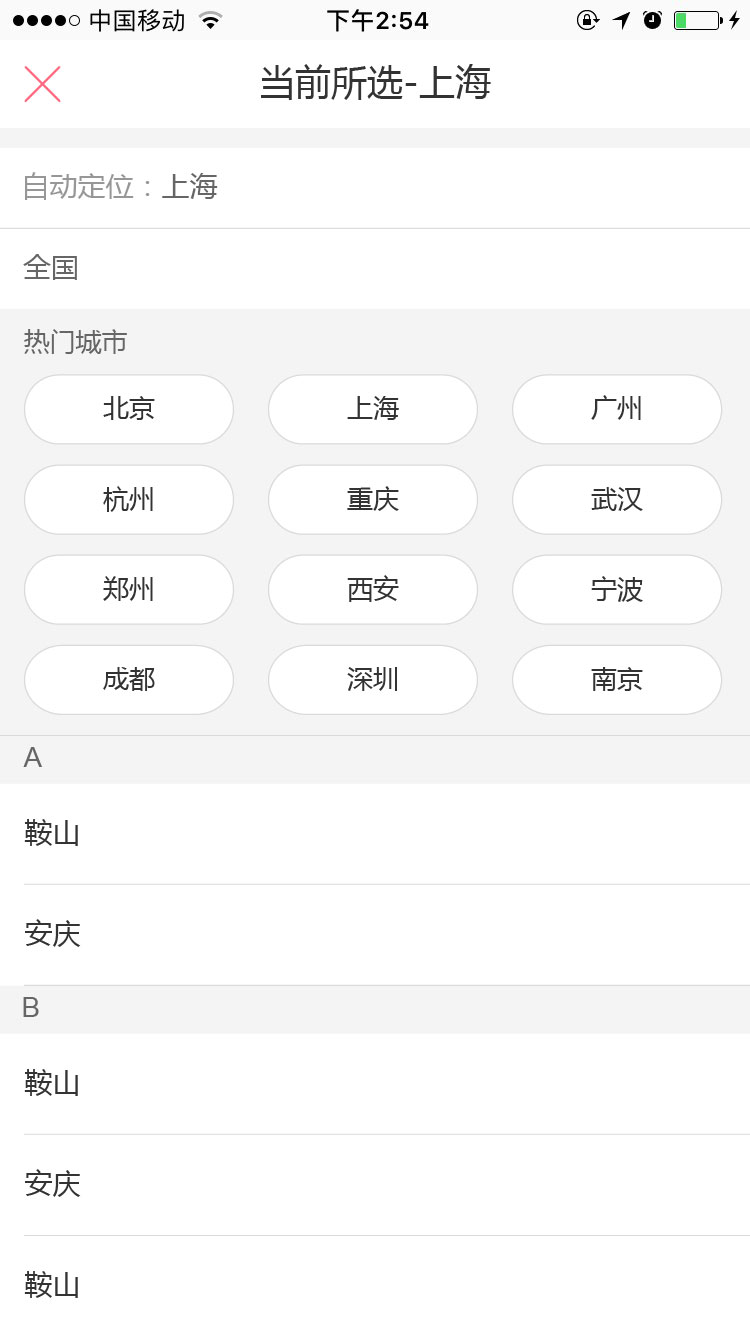 中国移动 下午2:54
当前所选-上海
自动定位：上海
全国
热门城市
北京 上海 广州
杭州 重庆 武汉
郑州 西安 宁波
成都 深圳 南京
A
鞍山
安庆
B
鞍山
安庆
鞍山